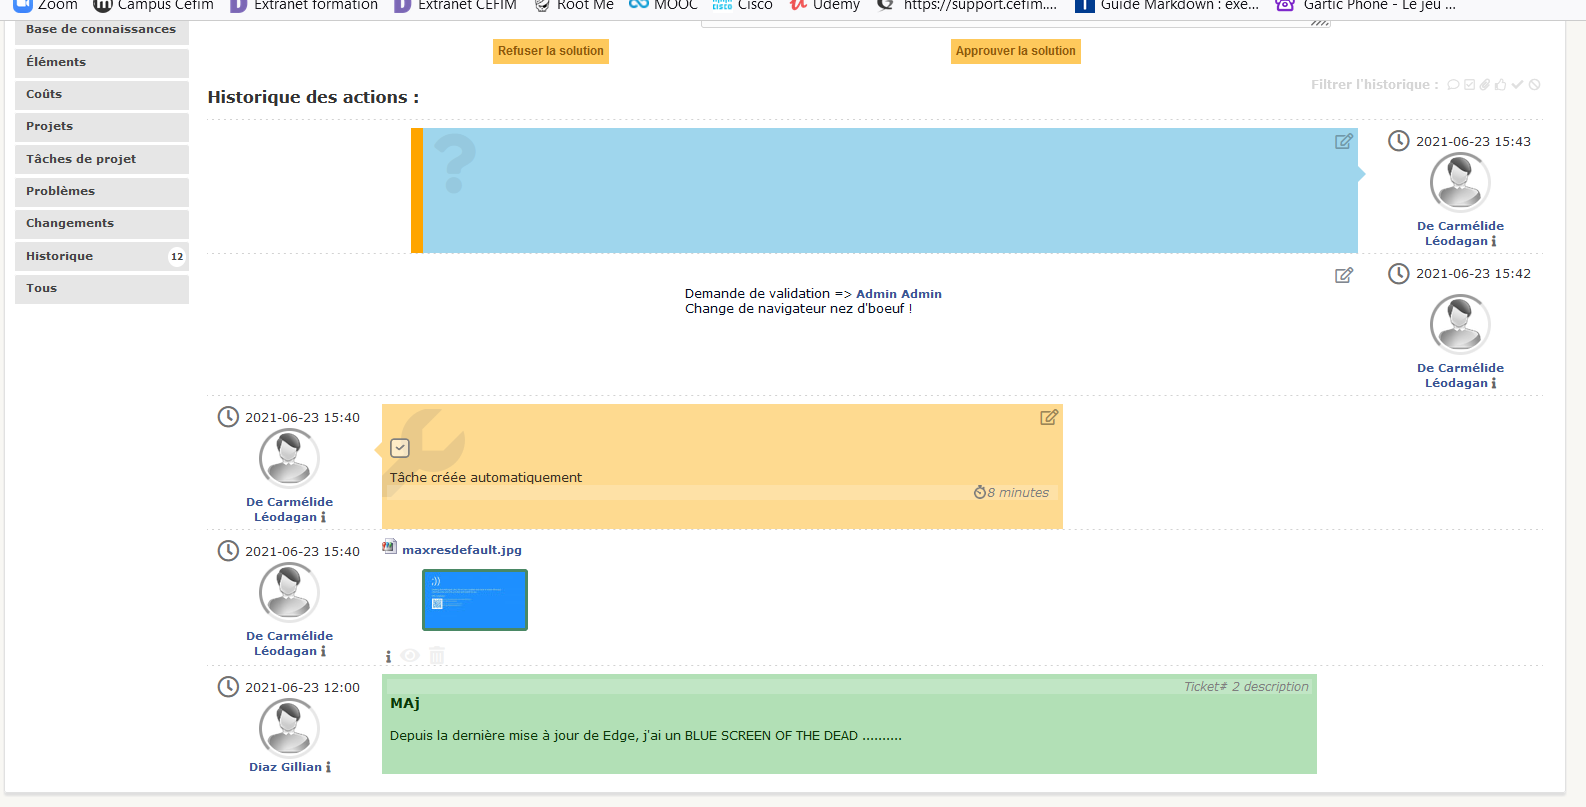 Zoom Campus Cefim Extranet formation Extranet CEFIM Root Me MOOC Cisco Udemy https://support.cefim.... Guide Markdown : exe... Gartic Phone - Le jeu ...
Base de connaissances
Éléments
Coûts
Projets
Tâches de projet
Problèmes
Changements
Historique 12
Tous
Refuser la solution
Approuver la solution
Filtrer l'historique :
Historique des actions :
2021-06-23 15:43
De Carmélide
Léodagan
2021-06-23 15:42
Demande de validation => Admin Admin
Change de navigateur nez d'boeuf !
De Carmélide
Léodagan
2021-06-23 15:40
Tâche créée automatiquement
8 minutes
De Carmélide
Léodagan
2021-06-23 15:40
maxresdefault.jpg
;))
De Carmélide
Léodagan
2021-06-23 12:00
Ticket# 2 description
MAj
Depuis la dernière mise à jour de Edge, j'ai un BLUE SCREEN OF THE DEAD ..........
Diaz Gillian